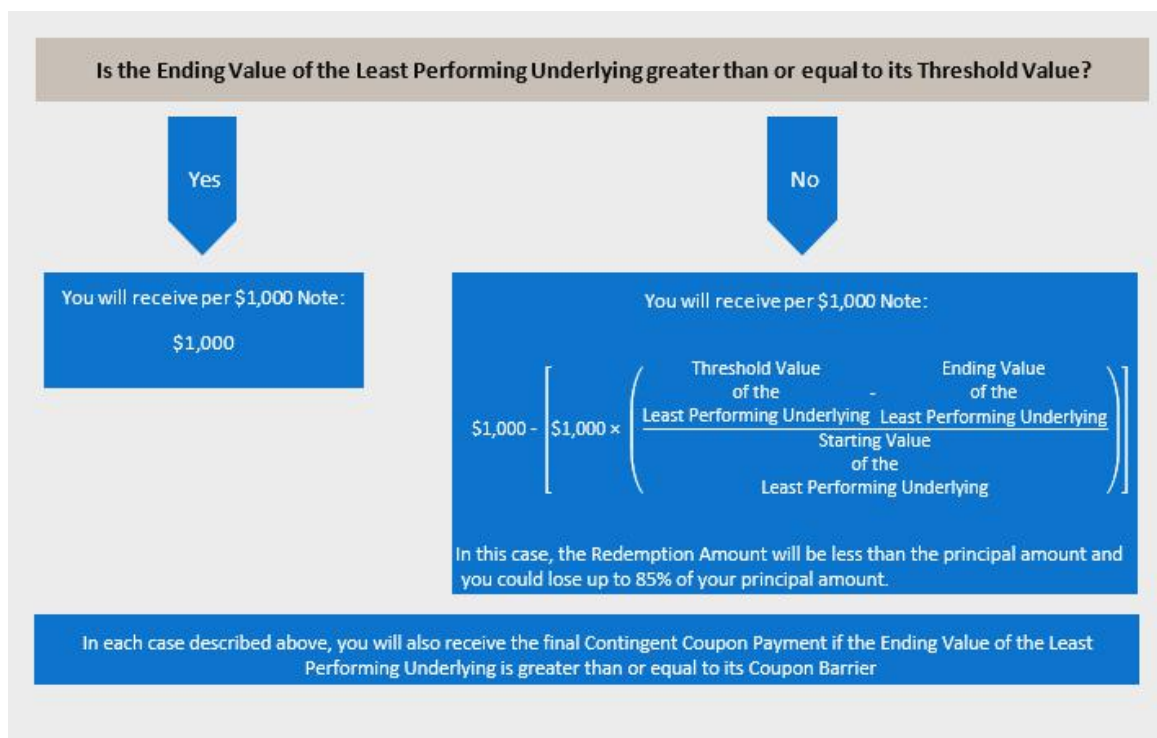 Is the Ending Value of the Least Performing Underlying greater than or equal to its Threshold Value?
Yes
No
You will receive per $1,000 Note:
$1,000
You will receive per $1,000 Note:
$1,000 - [$1,000 × (
Threshold Value
of the
Least Performing Underlying
-
Ending Value
of the
Least Performing Underlying
Starting Value
of the
Least Performing Underlying
)]
In this case, the Redemption Amount will be less than the principal amount and
you could lose up to 85% of your principal amount.
In each case described above, you will also receive the final Contingent Coupon Payment if the Ending Value of the Least
Performing Underlying is greater than or equal to its Coupon Barrier